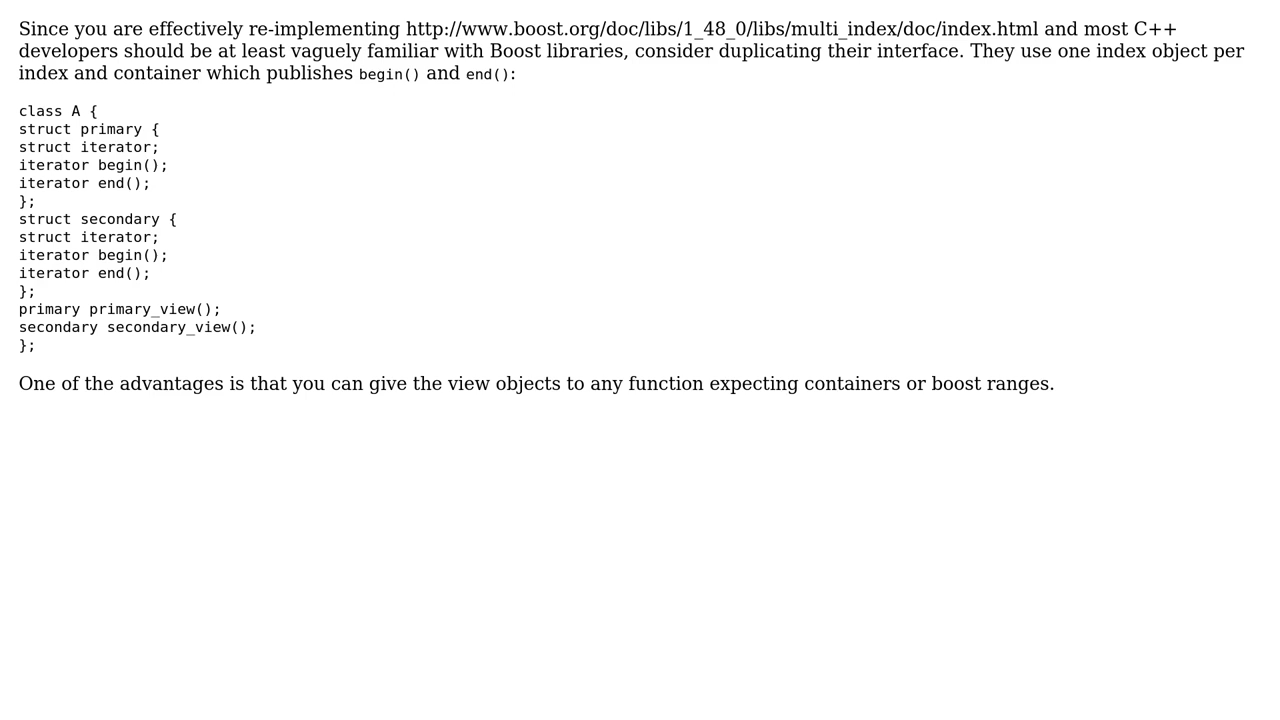 Since you are effectively re-implementing http://www.boost.org/doc/libs/1_48_0/libs/multi_index/doc/index.html and most C++
developers should be at least vaguely familiar with Boost libraries, consider duplicating their interface. They use one index object per
index and container which publishes begin() and end():
class A {
struct primary {
struct iterator;
iterator begin();
iterator end();
};
struct secondary {
struct iterator;
iterator begin();
iterator end();
};
primary primary_view();
secondary secondary_view();
};
One of the advantages is that you can give the view objects to any function expecting containers or boost ranges.